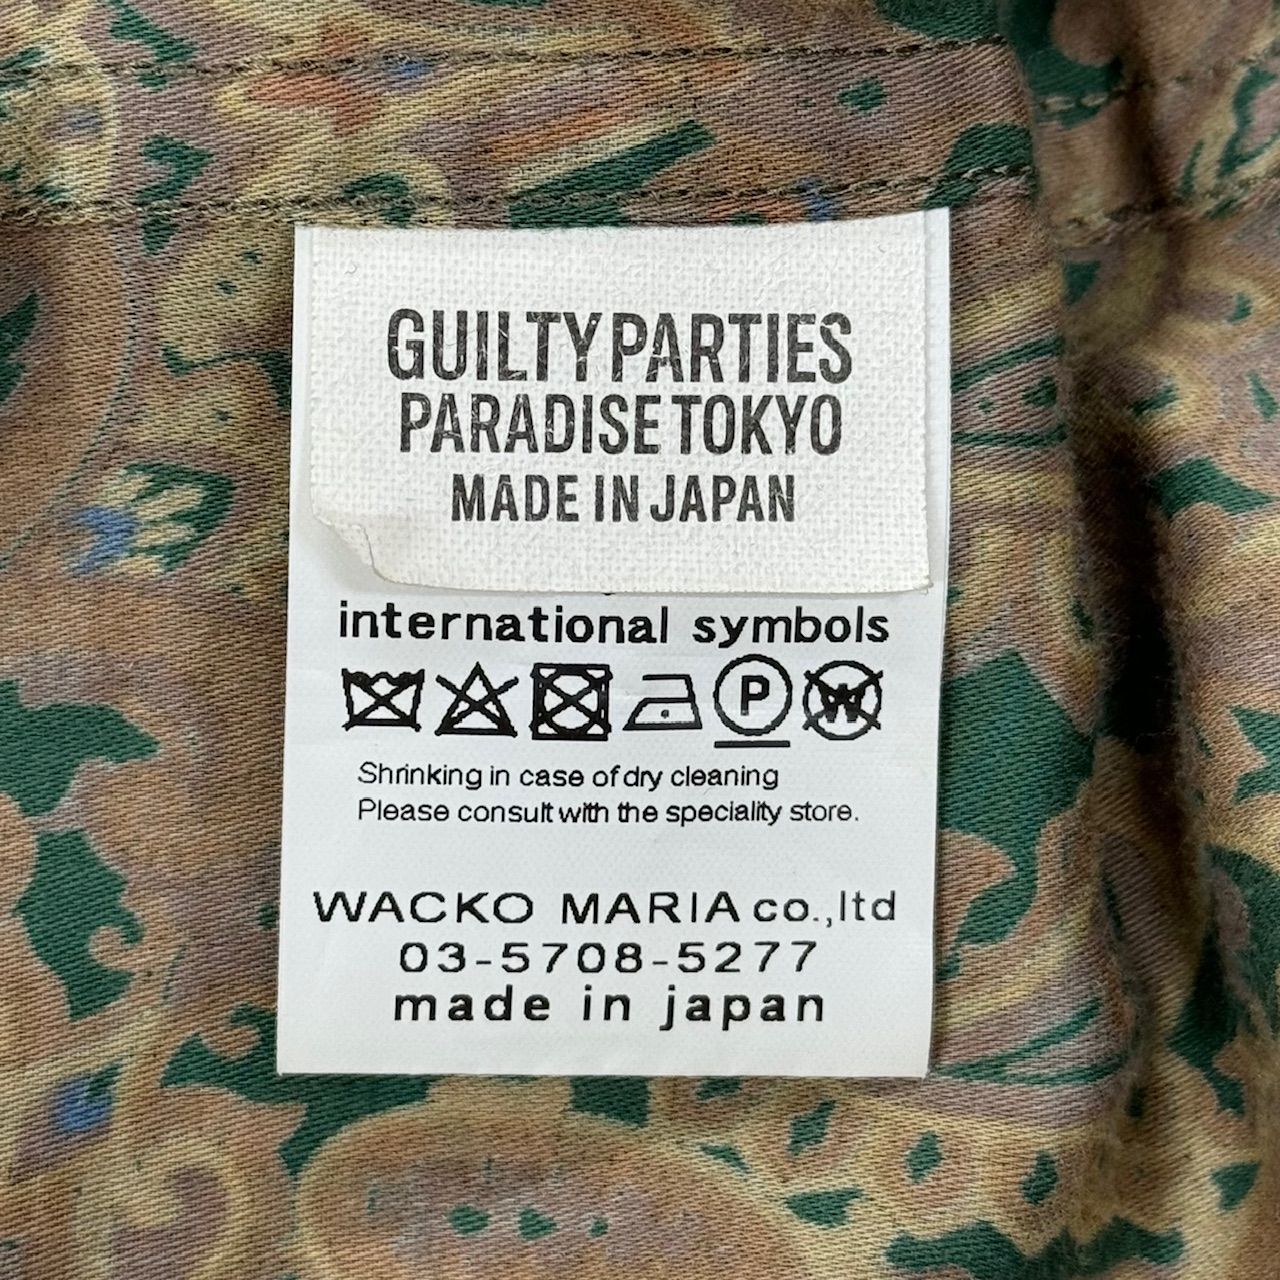 GUILTY PARTIES
PARADISE TOKYO
MADE IN JAPAN
international symbols
P W
Shrinking in case of dry cleaning
Please consult with the speciality store.
WACKO MARIA co.,ltd
03-5708-5277
made in japan